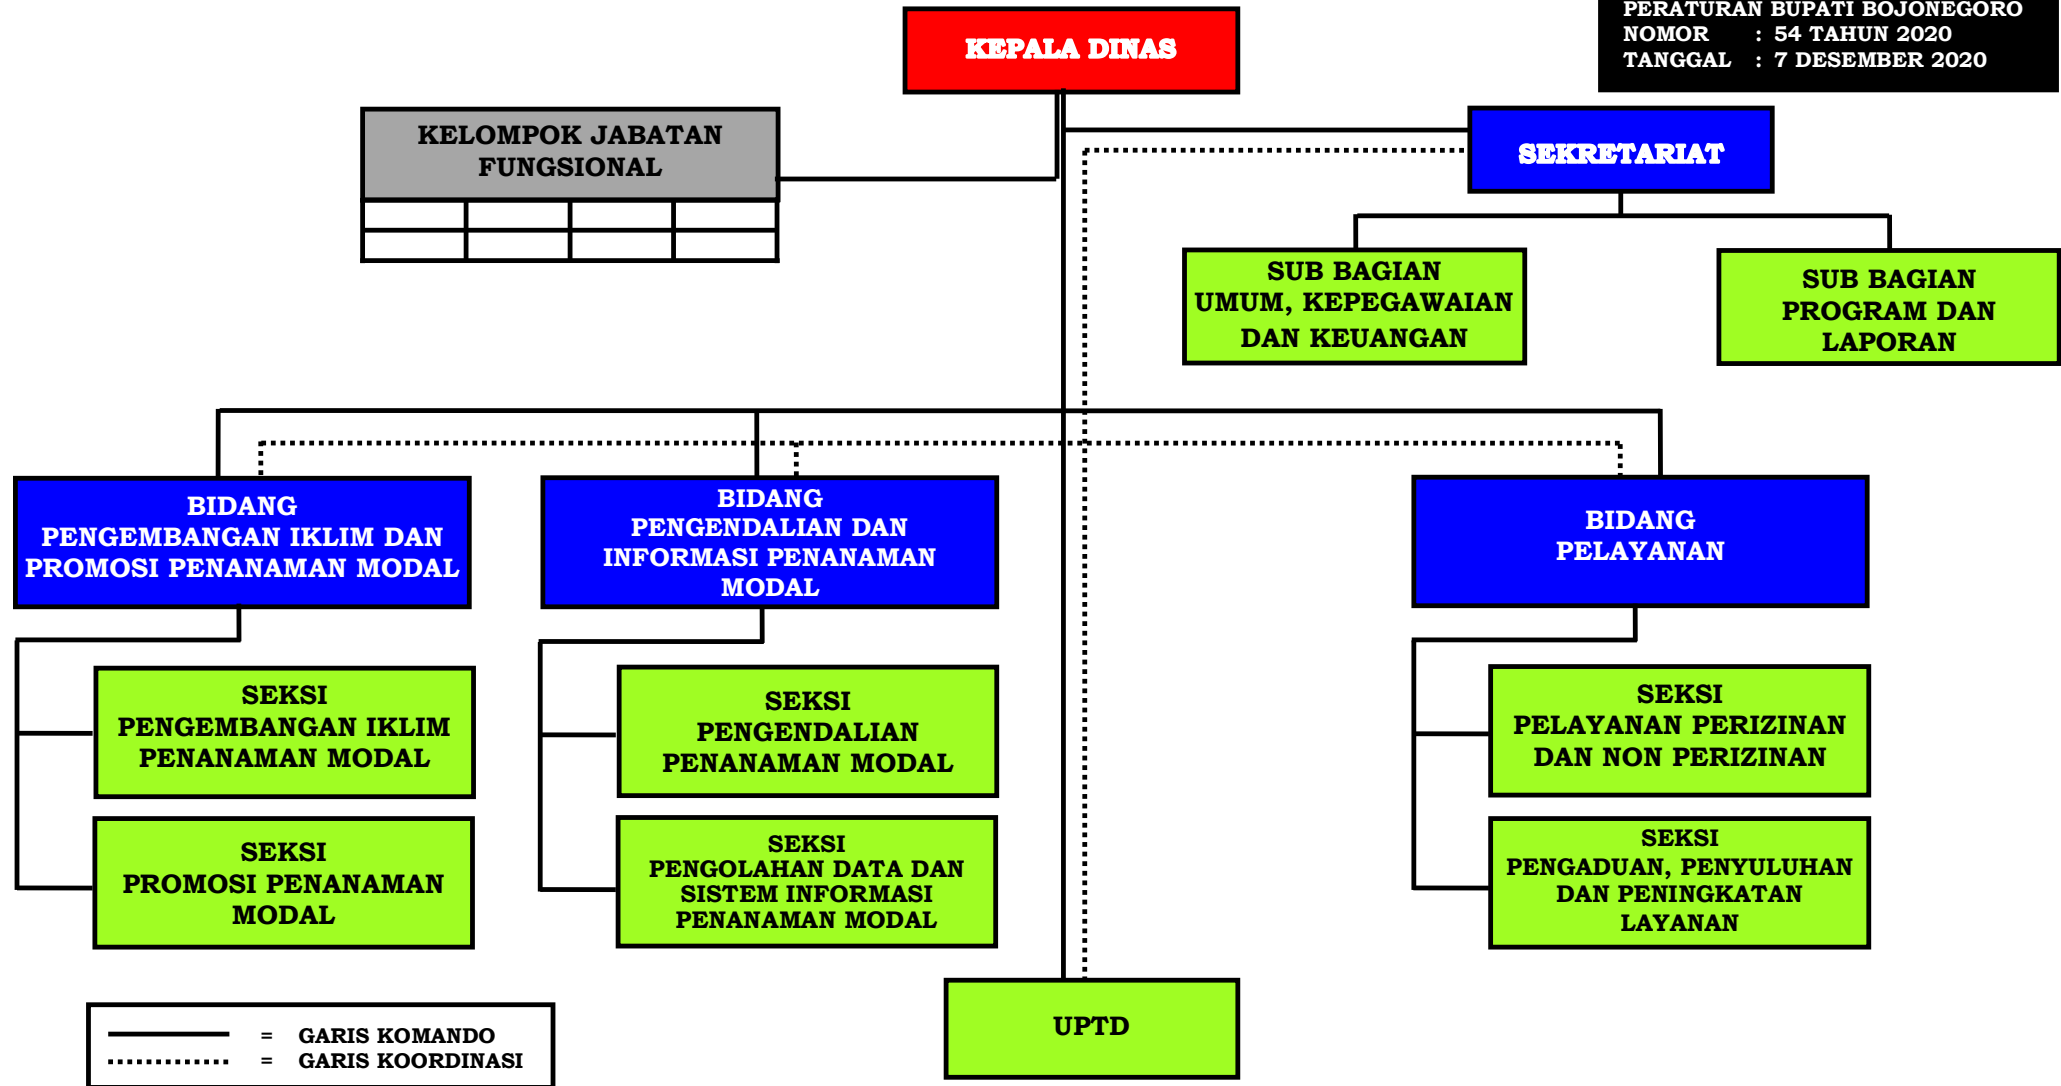 PERATURAN BUPATI BOJONEGORO
NOMOR : 54 TAHUN 2020
TANGGAL : 7 DESEMBER 2020
KEPALA DINAS
KELOMPOK JABATAN
FUNGSIONAL
SEKRETARIAT
SUB BAGIAN
UMUM, KEPEGAWAIAN
DAN KEUANGAN
SUB BAGIAN
PROGRAM DAN
LAPORAN
BIDANG
PENGEMBANGAN IKLIM DAN
PROMOSI PENANAMAN MODAL
BIDANG
PENGENDALIAN DAN
INFORMASI PENANAMAN
MODAL
BIDANG
PELAYANAN
SEKSI
PENGEMBANGAN IKLIM
PENANAMAN MODAL
SEKSI
PENGENDALIAN
PENANAMAN MODAL
SEKSI
PELAYANAN PERIZINAN
DAN NON PERIZINAN
SEKSI
PROMOSI PENANAMAN
MODAL
SEKSI
PENGOLAHAN DATA DAN
SISTEM INFORMASI
PENANAMAN MODAL
SEKSI
PENGADUAN, PENYULUHAN
DAN PENINGKATAN
LAYANAN
UPTD
= GARIS KOMANDO
= GARIS KOORDINASI